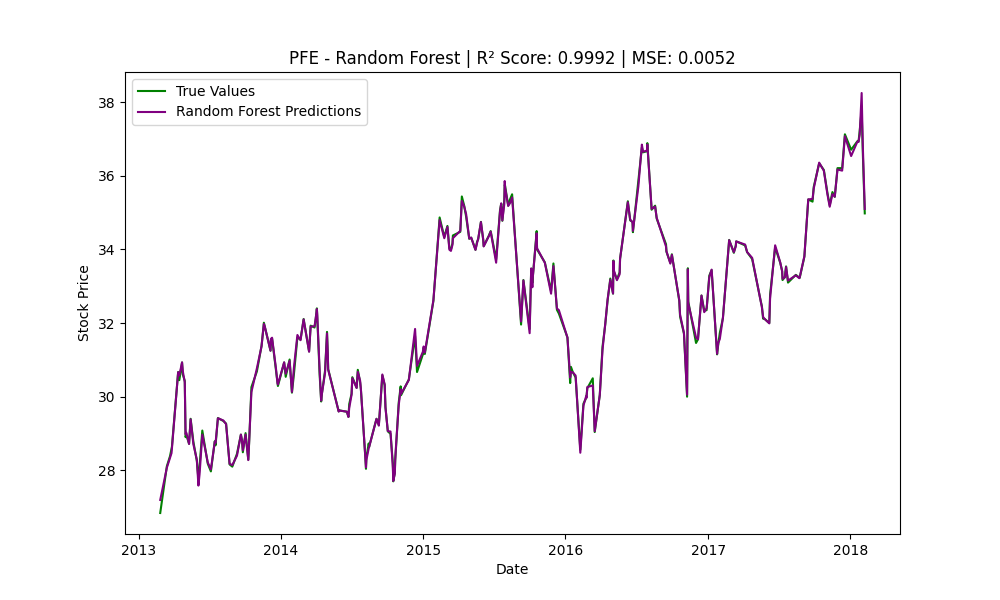 PFE - Random Forest | R² Score: 0.9992 | MSE: 0.0052
True Values
Random Forest Predictions
Stock Price
38
36
34
32
30
28
2013 2014 2015 2016 2017 2018
Date